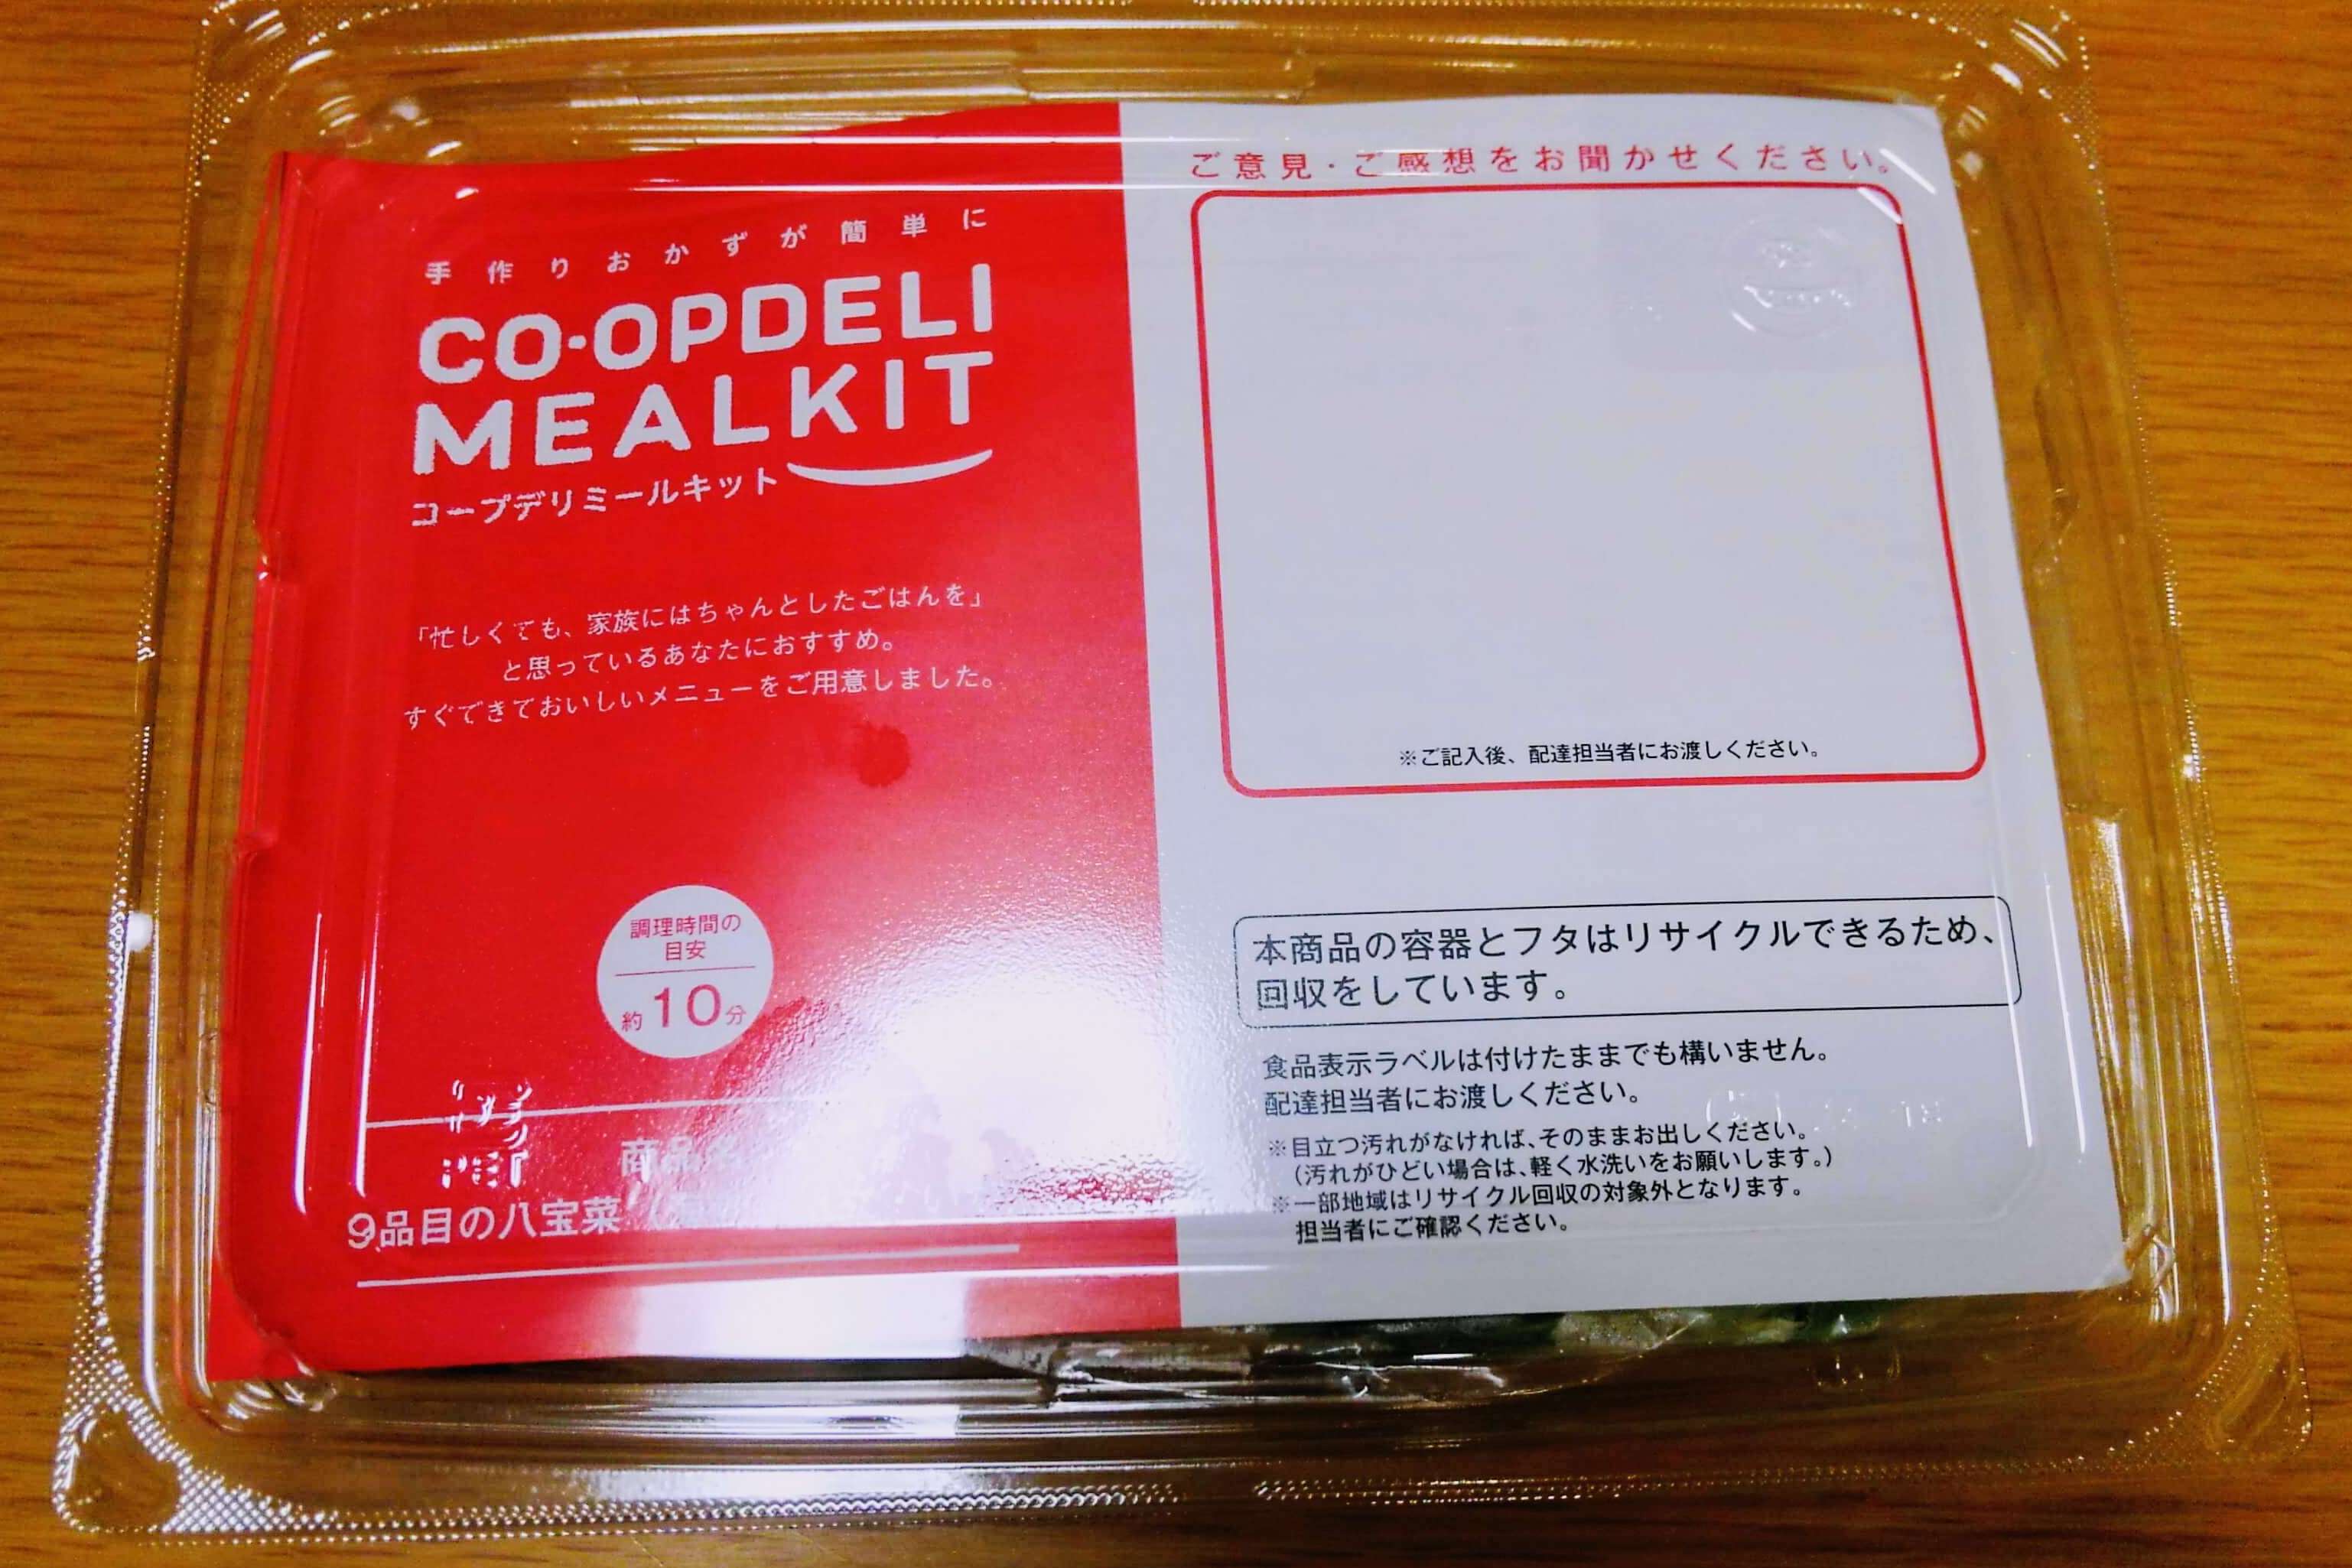 手作りおかずが簡単に
CO·OPDELI
MEALKIT
コープデリミールキット
「忙しくても、家族にはちゃんとしたごはんを」
と思っているあなたにおすすめ。
すぐできておいしいメニューをご用意しました。
調理時間の
目安
約10分
商品名
9品目の八宝菜
ご意見・ご感想をお聞かせください。
※ご記入後、配達担当者にお渡しください。
本商品の容器とフタはリサイクルできるため、
回収をしています。
食品表示ラベルは付けたままでも構いません。
配達担当者にお渡しください。
※目立つ汚れがなければ、そのままお出しください。
（汚れがひどい場合は、軽く水洗いをお願いします。）
※一部地域はリサイクル回収の対象外となります。
担当者にご確認ください。